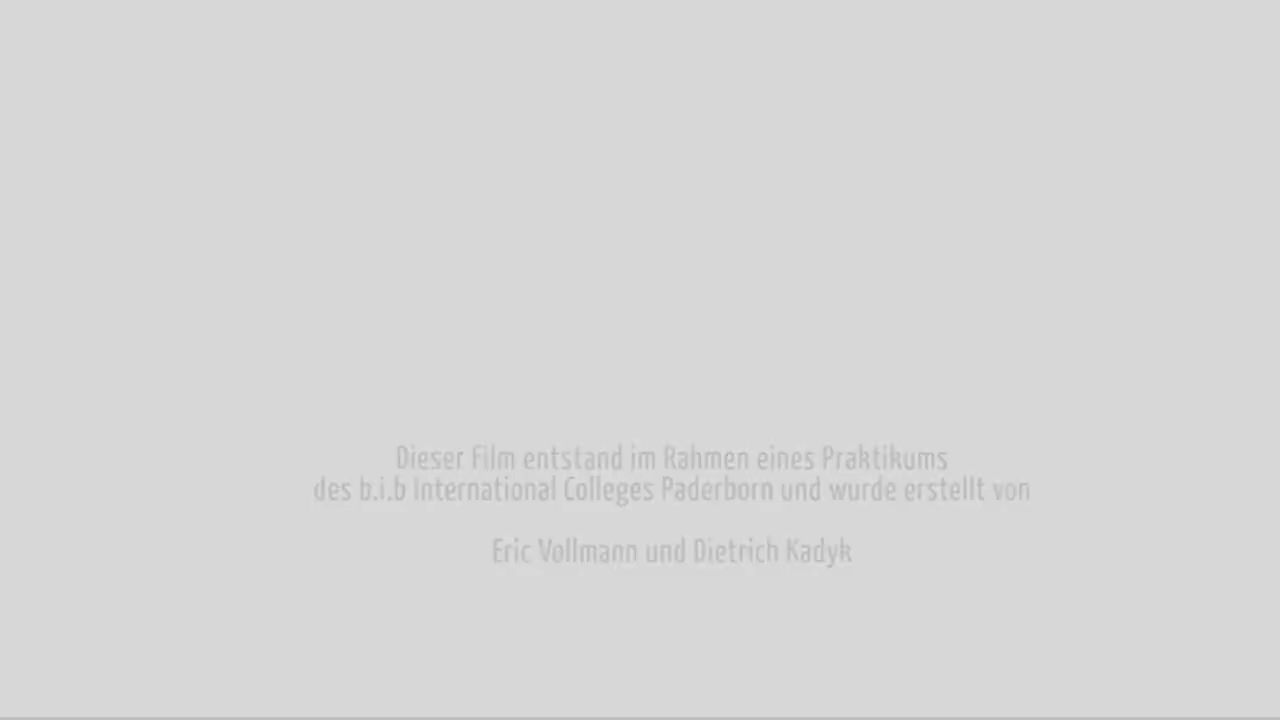 Dieser Film entstand im Rahmen eines Praktikums
des b.i.b International Colleges Paderborn und wurde erstellt von
Eric Vollmann und Dietrich Kadyk